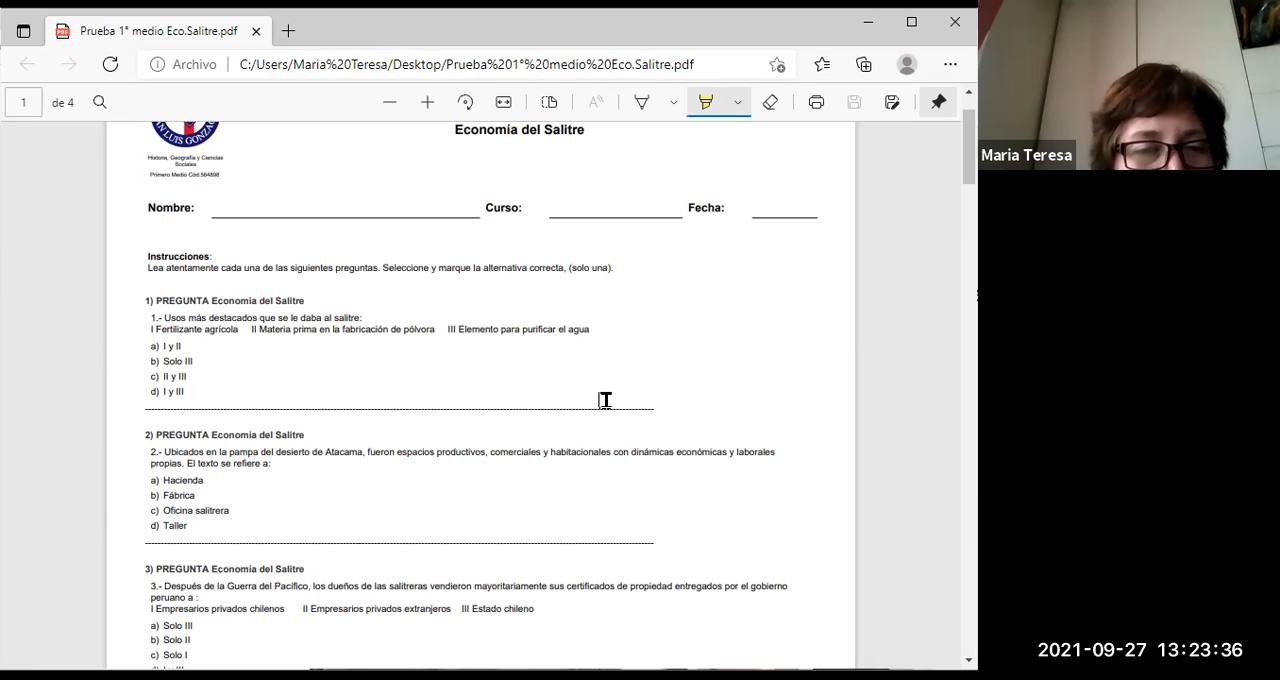 Prueba 1° medio Eco.Salitre.pdf
Archivo C:/Users/Maria%20Teresa/Desktop/Prueba%201°%20medio%20Eco.Salitre.pdf
1 de 4
Economía del Salitre
Historia, Geografía y Ciencias
Sociales
Primero Medio Cód:564898
Nombre: Curso: Fecha:
Instrucciones:
Lea atentamente cada una de las siguientes preguntas. Seleccione y marque la alternativa correcta, (solo una).
1) PREGUNTA Economía del Salitre
1.- Usos más destacados que se le daba al salitre:
I Fertilizante agrícola II Materia prima en la fabricación de pólvora III Elemento para purificar el agua
a) I y II
b) Solo III
c) II y III
d) I y III
2) PREGUNTA Economía del Salitre
2.- Ubicados en la pampa del desierto de Atacama, fueron espacios productivos, comerciales y habitacionales con dinámicas económicas y laborales
propias. El texto se refiere a:
a) Hacienda
b) Fábrica
c) Oficina salitrera
d) Taller
3) PREGUNTA Economía del Salitre
3.- Después de la Guerra del Pacífico, los dueños de las salitreras vendieron mayoritariamente sus certificados de propiedad entregados por el gobierno
peruano a :
I Empresarios privados chilenos II Empresarios privados extranjeros III Estado chileno
a) Solo III
b) Solo II
c) Solo I
Maria Teresa
2021-09-27 13:23:36